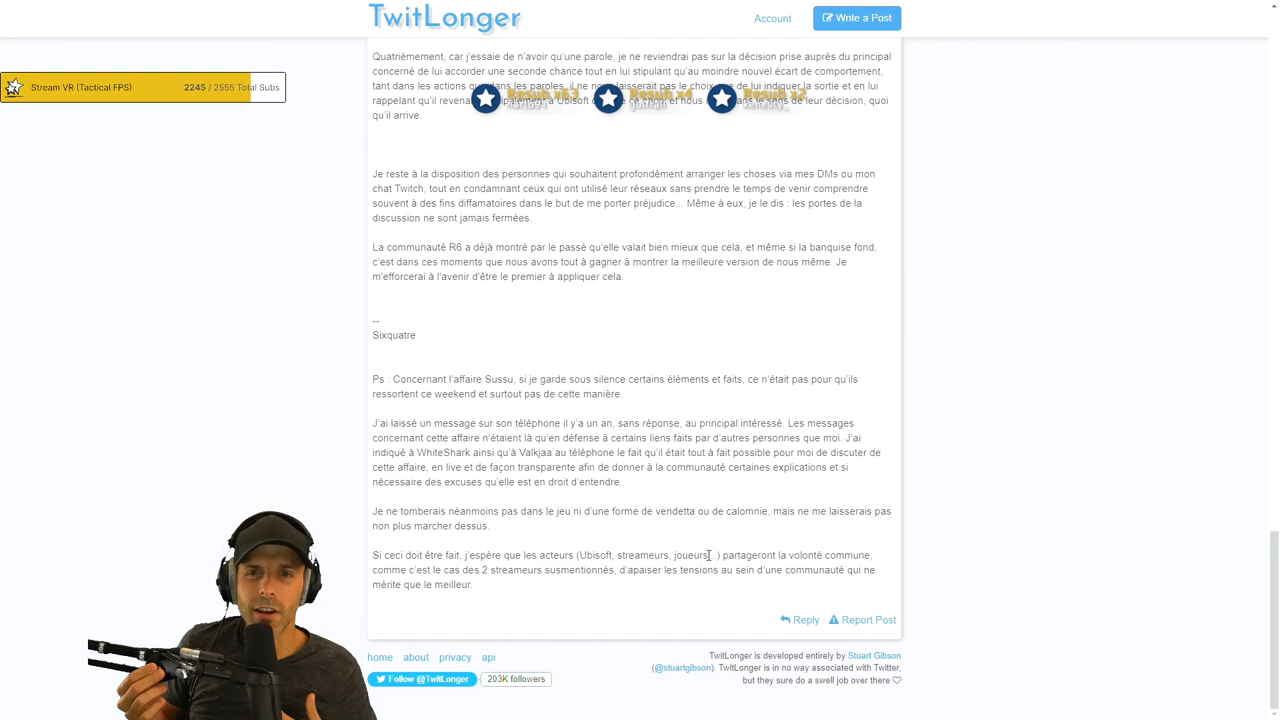 TwitLonger
Account
Write a Post
Stream VR (Tactical FPS) 2245 / 2555 Total Subs
Quatrièmement, car j'essaie de n'avoir qu'une parole, je ne reviendrai pas sur la décision prise auprès du principal
concerné de lui accorder une seconde chance tout en lui stipulant qu'au moindre nouvel écart de comportement,
tant dans les actions que dans les paroles, il ne me laisserait pas le choix que de lui indiquer la sortie et en lui
rappelant qu'il revenait principalement à Ubisoft et nous dans le sens de leur décision, quoi
qu'il arrive.
Je reste à la disposition des personnes qui souhaitent profondément arranger les choses via mes DMs ou mon
chat Twitch, tout en condamnant ceux qui ont utilisé leur réseaux sans prendre le temps de venir comprendre
souvent à des fins diffamatoires dans le but de me porter préjudice... Même à eux, je le dis : les portes de la
discussion ne sont jamais fermées.
La communauté R6 a déjà montré par le passé qu'elle valait bien mieux que cela, et même si la banquise fond,
c'est dans ces moments que nous avons tout à gagner à montrer la meilleure version de nous même. Je
m'efforcerai à l'avenir d'être le premier à appliquer cela.
--
Sixquatre
Ps : Concernant l'affaire Sussu, si je garde sous silence certains éléments et faits, ce n'était pas pour qu'ils
ressortent ce weekend et surtout pas de cette manière.
J'ai laissé un message sur son téléphone il y'a un an, sans réponse, au principal intéressé. Les messages
concernant cette affaire n'étaient là qu'en défense à certains liens faits par d'autres personnes que moi. J'ai
indiqué à WhiteShark ainsi qu'à Valkjaa au téléphone le fait qu'il était tout à fait possible pour moi de discuter de
cette affaire, en live et de façon transparente afin de donner à la communauté certaines explications et si
nécessaire des excuses qu'elle est en droit d'entendre.
Je ne tomberais néanmoins pas dans le jeu ni d'une forme de vendetta ou de calomnie, mais ne me laisserais pas
non plus marcher dessus.
Si ceci doit être fait, j'espère que les acteurs (Ubisoft, streameurs, joueurs...) partageront la volonté commune,
comme c'est le cas des 2 streameurs susmentionnés, d'apaiser les tensions au sein d'une communauté qui ne
mérite que le meilleur.
Reply · Report Post
home about privacy api
Follow @TwitLonger 203K followers
TwitLonger is developed entirely by Stuart Gibson
(@stuartgibson). TwitLonger is in no way associated with Twitter,
but they sure do a swell job over there